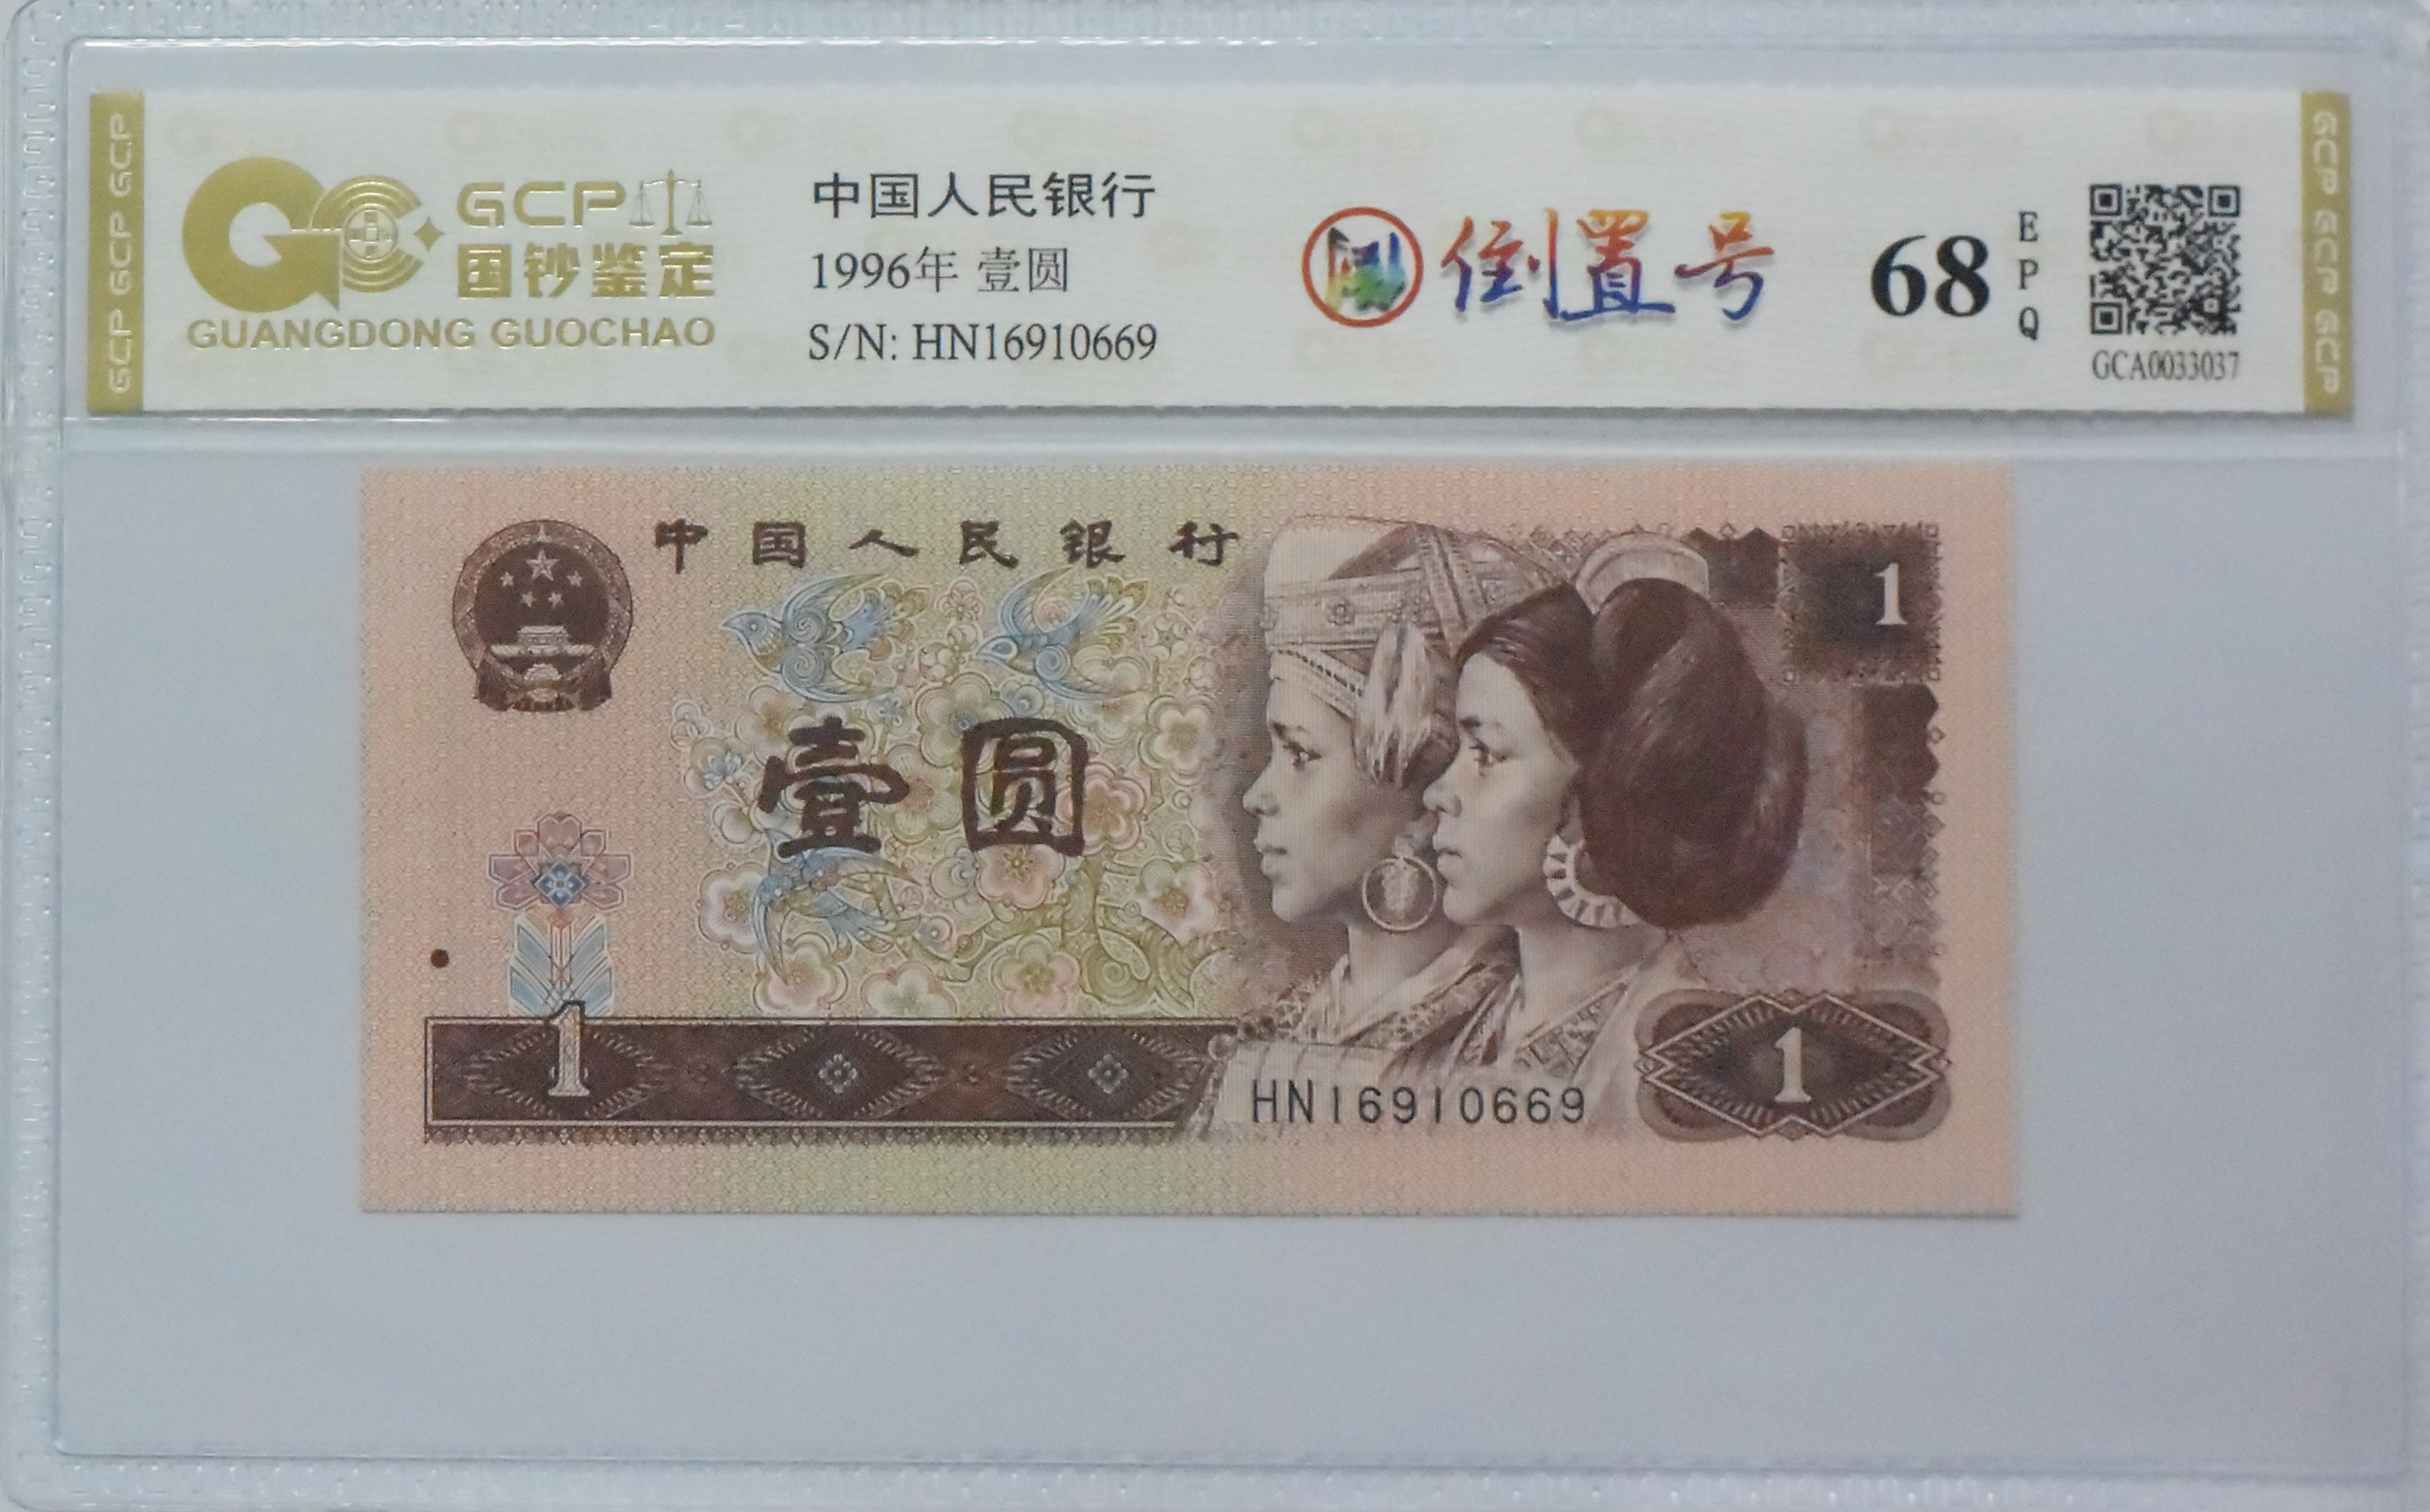 GCP GCP GCP
GCP
国钞鉴定
GUANGDONG GUOCHAO
中国人民银行
1996年 壹圆
S/N: HN16910669
倒置号
68
EPQ
GCA0033037
GCP GCP GCP GCP
中国人民银行
1
壹圆
1
1
HN16910669